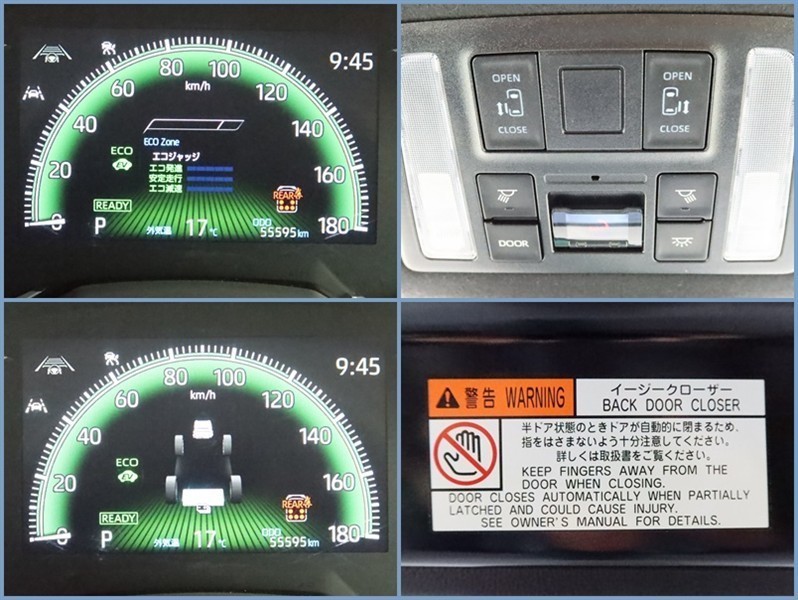 9:45
80 100
60 km/h 120
40 140
ECO Zone
ECO エコジャッジ
20 エコ発進 160
安定走行
エコ減速 REAR
READY
0 180
P 外気温 17℃ ODO 55595km
OPEN OPEN
CLOSE CLOSE
DOOR
9:45
80 100
60 km/h 120
40 140
ECO
20 160
REAR
READY
0 180
P 外気温 17℃ ODO 55595km
警告 WARNING
イージークローザー
BACK DOOR CLOSER
半ドア状態のときドアが自動的に閉まるため、
指をはさまないよう十分注意してください。
詳しくは取扱書をご覧ください。
KEEP FINGERS AWAY FROM THE
DOOR WHEN CLOSING.
DOOR CLOSES AUTOMATICALLY WHEN PARTIALLY
LATCHED AND COULD CAUSE INJURY.
SEE OWNER'S MANUAL FOR DETAILS.